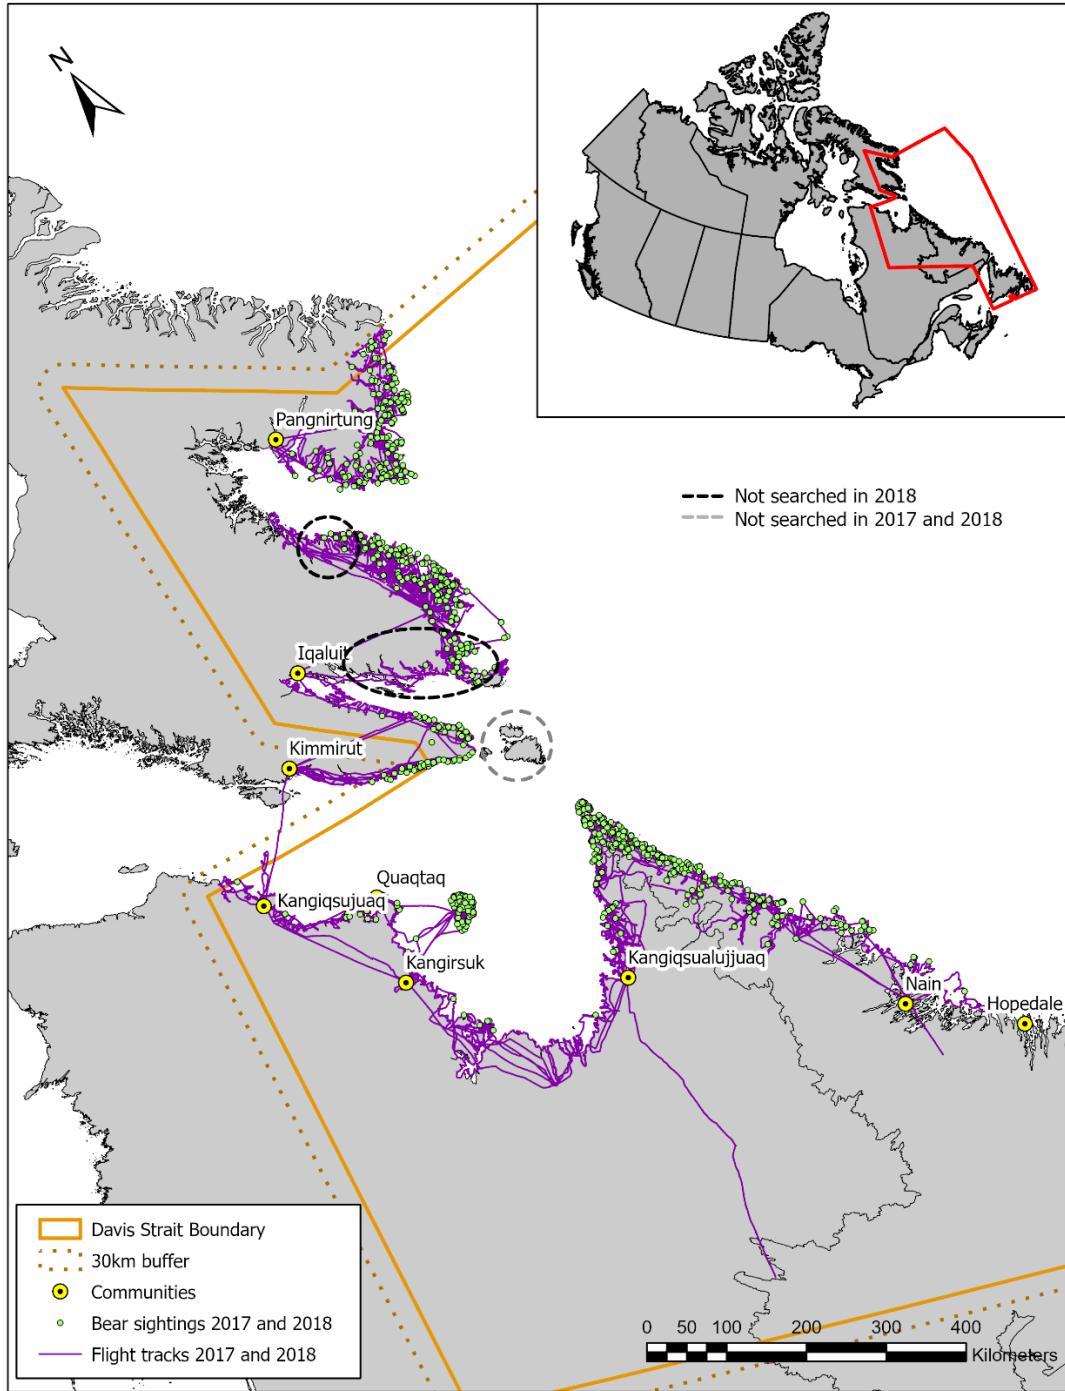 N
Pangnirtung
Not searched in 2018
Not searched in 2017 and 2018
Iqaluit
Kimmirut
Quaqtaq
Kangiqsujuaq
Kangirsuk
Kangiqsualujjuaq
Nain
Hopedale
Davis Strait Boundary
30km buffer
Communities
Bear sightings 2017 and 2018
Flight tracks 2017 and 2018
0 50 100 200 300 400
Kilometers